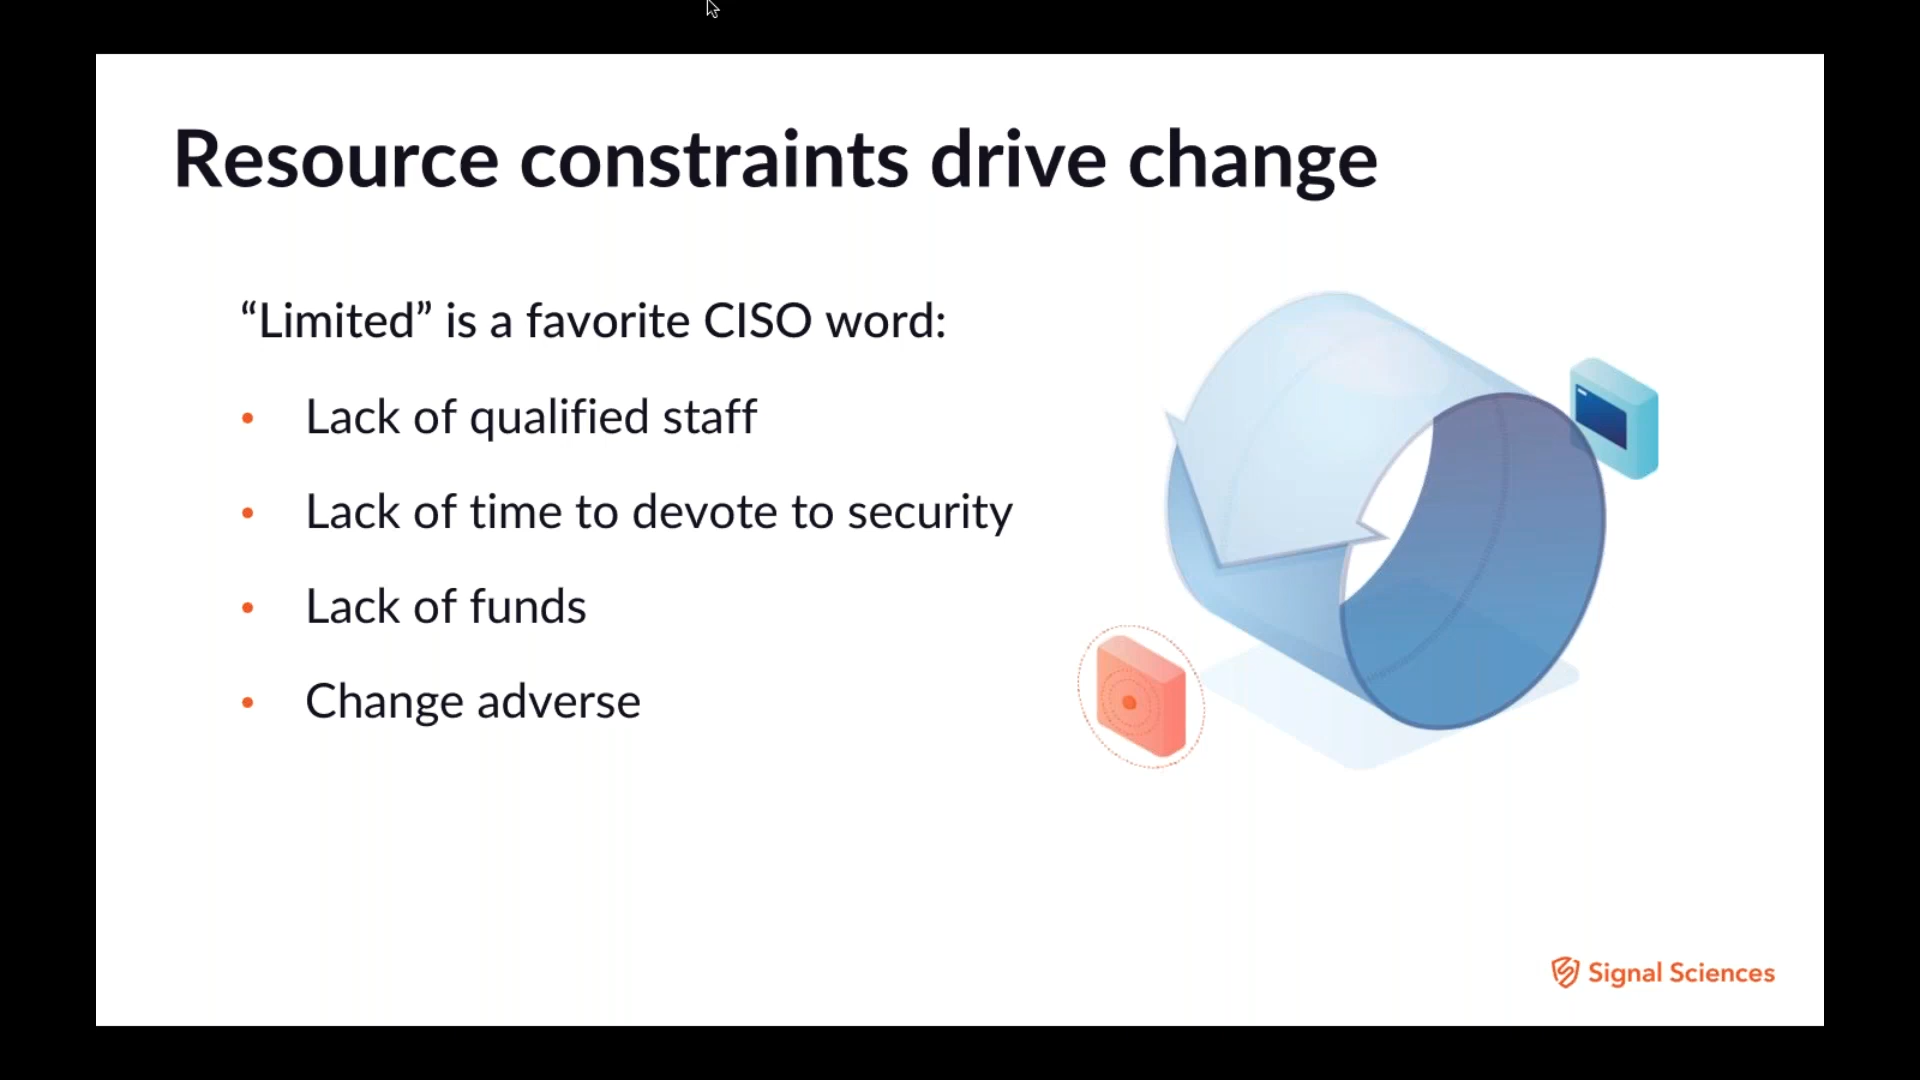 Resource constraints drive change
“Limited” is a favorite CISO word:
• Lack of qualified staff
• Lack of time to devote to security
• Lack of funds
• Change adverse
Signal Sciences